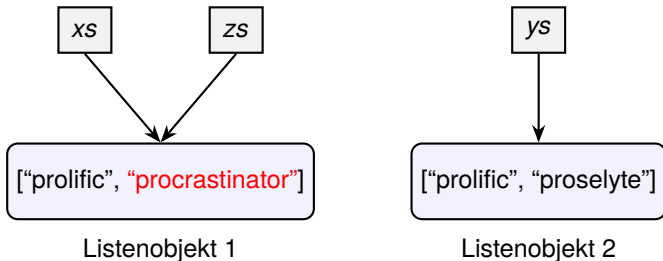 xs
zs
ys
[“prolific”, “procrastinator”]
[“prolific”, “proselyte”]
Listenobjekt 1
Listenobjekt 2